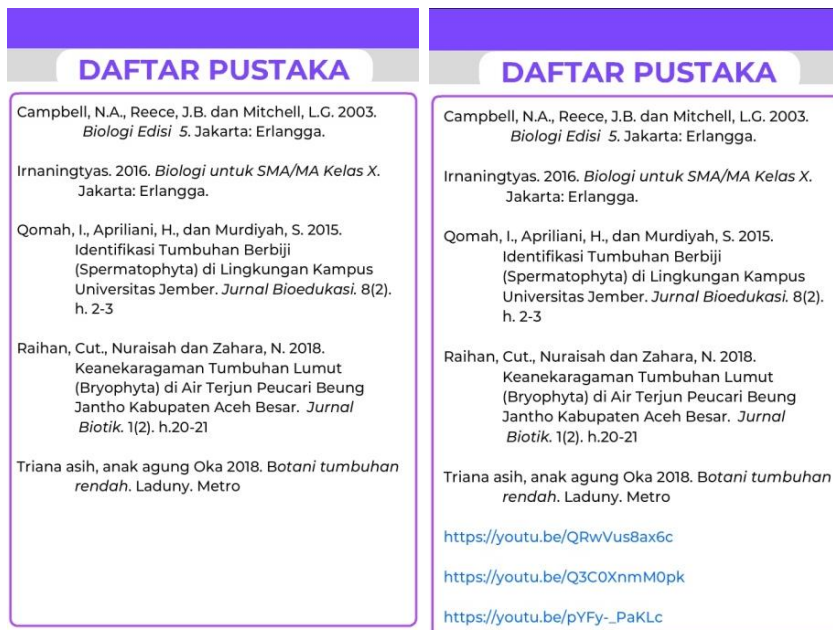 DAFTAR PUSTAKA
Campbell, N.A., Reece, J.B. dan Mitchell, L.G. 2003.
Biologi Edisi 5. Jakarta: Erlangga.
Irnaningtyas. 2016. Biologi untuk SMA/MA Kelas X.
Jakarta: Erlangga.
Qomah, I., Apriliani, H., dan Murdiyah, S. 2015.
Identifikasi Tumbuhan Berbiji
(Spermatophyta) di Lingkungan Kampus
Universitas Jember. Jurnal Bioedukasi. 8(2).
h. 2-3
Raihan, Cut., Nuraisah dan Zahara, N. 2018.
Keanekaragaman Tumbuhan Lumut
(Bryophyta) di Air Terjun Peucari Beung
Jantho Kabupaten Aceh Besar. Jurnal
Biotik. 1(2). h.20-21
Triana asih, anak agung Oka 2018. Botani tumbuhan
rendah. Laduny. Metro
DAFTAR PUSTAKA
Campbell, N.A., Reece, J.B. dan Mitchell, L.G. 2003.
Biologi Edisi 5. Jakarta: Erlangga.
Irnaningtyas. 2016. Biologi untuk SMA/MA Kelas X.
Jakarta: Erlangga.
Qomah, I., Apriliani, H., dan Murdiyah, S. 2015.
Identifikasi Tumbuhan Berbiji
(Spermatophyta) di Lingkungan Kampus
Universitas Jember. Jurnal Bioedukasi. 8(2).
h. 2-3
Raihan, Cut., Nuraisah dan Zahara, N. 2018.
Keanekaragaman Tumbuhan Lumut
(Bryophyta) di Air Terjun Peucari Beung
Jantho Kabupaten Aceh Besar. Jurnal
Biotik. 1(2). h.20-21
Triana asih, anak agung Oka 2018. Botani tumbuhan
rendah. Laduny. Metro
https://youtu.be/QRwVus8ax6c
https://youtu.be/Q3C0XnmM0pk
https://youtu.be/pYFy-_PaKLc